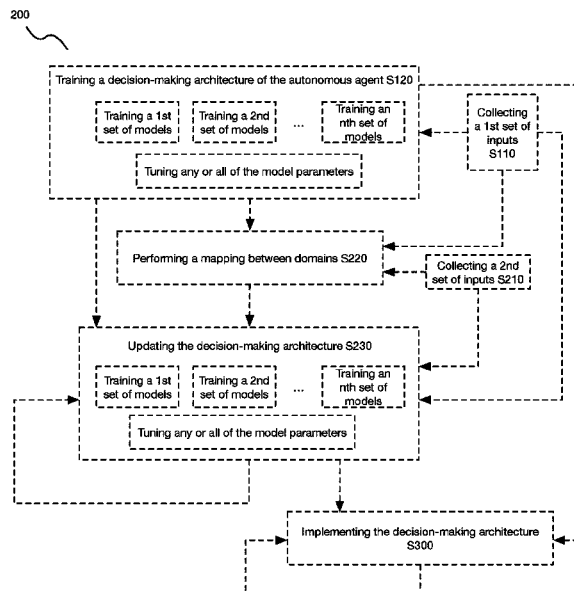 200
Training a decision-making architecture of the autonomous agent S120
Training a 1st
set of models
Training a 2nd
set of models
...
Training an
nth set of
models
Tuning any or all of the model parameters
Collecting
a 1st set of
inputs
S110
Performing a mapping between domains S220
Collecting a 2nd
set of inputs S210
Updating the decision-making architecture S230
Training a 1st
set of models
Training a 2nd
set of models
...
Training an
nth set of
models
Tuning any or all of the model parameters
Implementing the decision-making architecture
S300